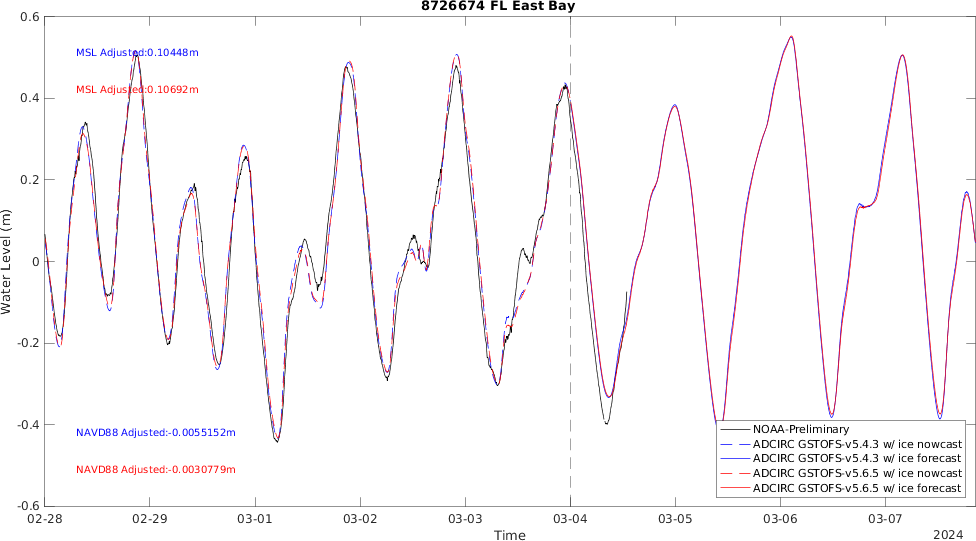 8726674 FL East Bay
0.6
MSL Adjusted:0.10448m
MSL Adjusted:0.10692m
0.4
0.2
0
-0.2
-0.4
-0.6
Water Level (m)
NAVD88 Adjusted:-0.0055152m
NAVD88 Adjusted:-0.0030779m
NOAA-Preliminary
ADCIRC GSTOFS-v5.4.3 w/ ice nowcast
ADCIRC GSTOFS-v5.4.3 w/ ice forecast
ADCIRC GSTOFS-v5.6.5 w/ ice nowcast
ADCIRC GSTOFS-v5.6.5 w/ ice forecast
02-28 02-29 03-01 03-02 03-03 03-04 03-05 03-06 03-07
Time
2024